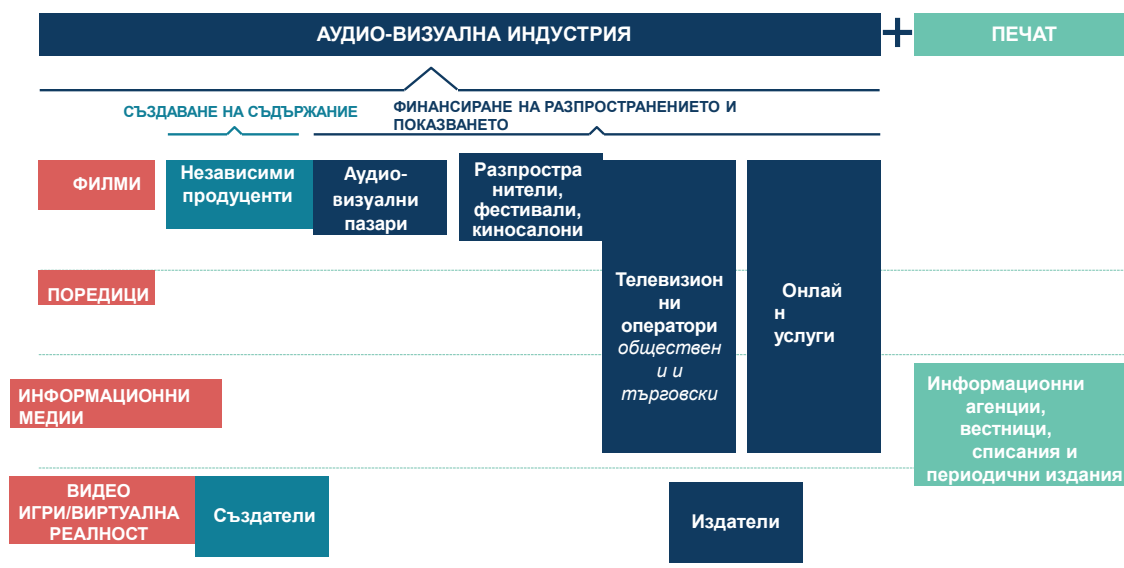 АУДИО-ВИЗУАЛНА ИНДУСТРИЯ
+
ПЕЧАТ
СЪЗДАВАНЕ НА СЪДЪРЖАНИЕ
ФИНАНСИРАНЕ НА РАЗПРОСТРАНЕНИЕТО И
ПОКАЗВАНЕТО
ФИЛМИ
Независими
продуценти
Аудио-
визуални
пазари
Разпростра
нители,
фестивали,
киносалони
ПОРЕДИЦИ
Телевизион
ни
оператори
обществен
и и
търговски
Онлай
н
услуги
ИНФОРМАЦИОННИ
МЕДИИ
Информационни
агенции,
вестници,
списания и
периодични издания
ВИДЕО
ИГРИ/ВИРТУАЛНА
РЕАЛНОСТ
Създатели
Издатели